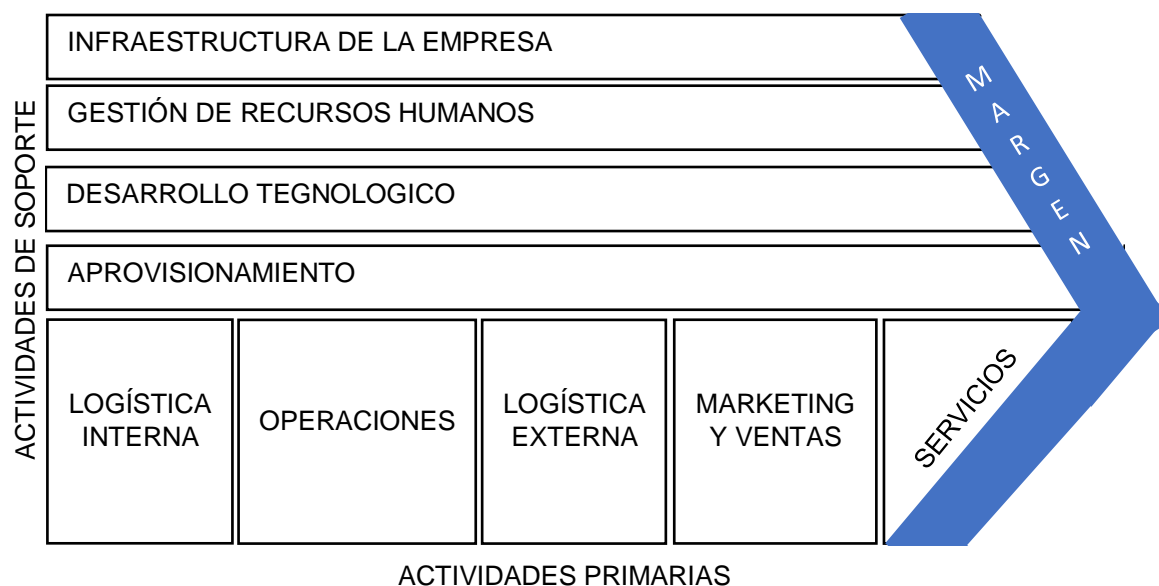 ACTIVIDADES DE SOPORTE
INFRAESTRUCTURA DE LA EMPRESA
GESTIÓN DE RECURSOS HUMANOS
DESARROLLO TEGNOLOGICO
APROVISIONAMIENTO
MARGEN
LOGÍSTICA
INTERNA
OPERACIONES
LOGÍSTICA
EXTERNA
MARKETING
Y VENTAS
SERVICIOS
ACTIVIDADES PRIMARIAS